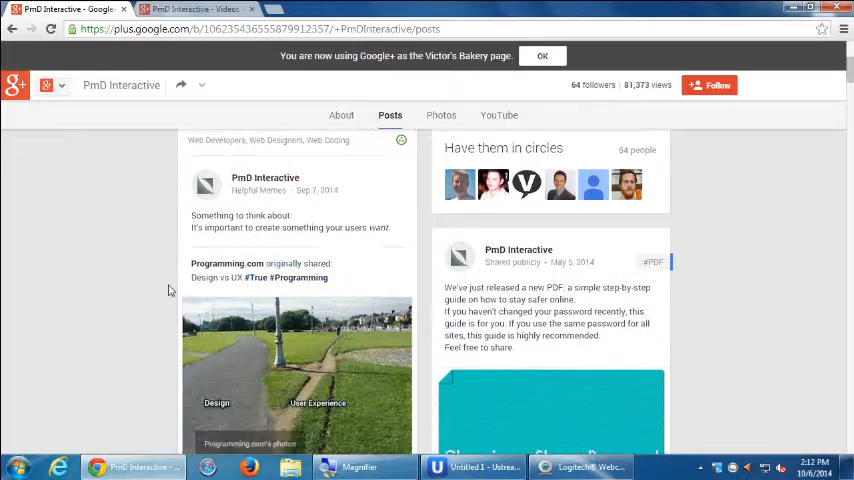 PmD Interactive - Google+
PmD Interactive - Videos -
https://plus.google.com/b/106235436555879912357/+PmDInteractive/posts
You are now using Google+ as the Victor's Bakery page.
OK
PmD Interactive
64 followers | 81,373 views
Follow
About
Posts
Photos
YouTube
Web Developers, Web Designers, Web Coding
PmD Interactive
Helpful Memes - Sep 7, 2014
Something to think about:
It's important to create something your users want.
Programming.com originally shared:
Design vs UX #True #Programming
Design
User Experience
Programming.com's photos
Have them in circles
54 people
V
PmD Interactive
Shared publicly - May 5, 2014
#PDF
We've just released a new PDF: a simple step-by-step
guide on how to stay safer online.
If you haven't changed your password recently, this
guide is for you. If you use the same password for all
sites, this guide is highly recommended.
Feel free to share.
PmD Interactive - ...
Magnifier
Untitled 1 - Ustrea...
Logitech® Webc...
2:12 PM
10/6/2014